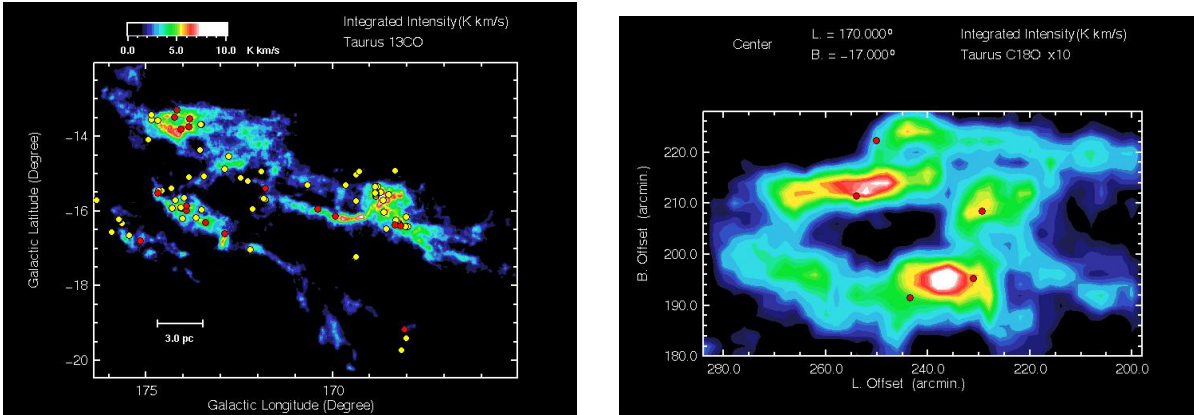 Integrated Intensity(K km/s)
Taurus 13CO
0.0 5.0 10.0 K km/s
Galactic Latitude (Degree)
-14
-16
-18
-20
3.0 pc
175 170
Galactic Longitude (Degree)
Center
L. = 170.000º
B. = -17.000º
Integrated Intensity(K km/s)
Taurus C18O x10
B. Offset (arcmin.)
220.0
210.0
200.0
190.0
180.0
280.0 260.0 240.0 220.0 200.0
L. Offset (arcmin.)